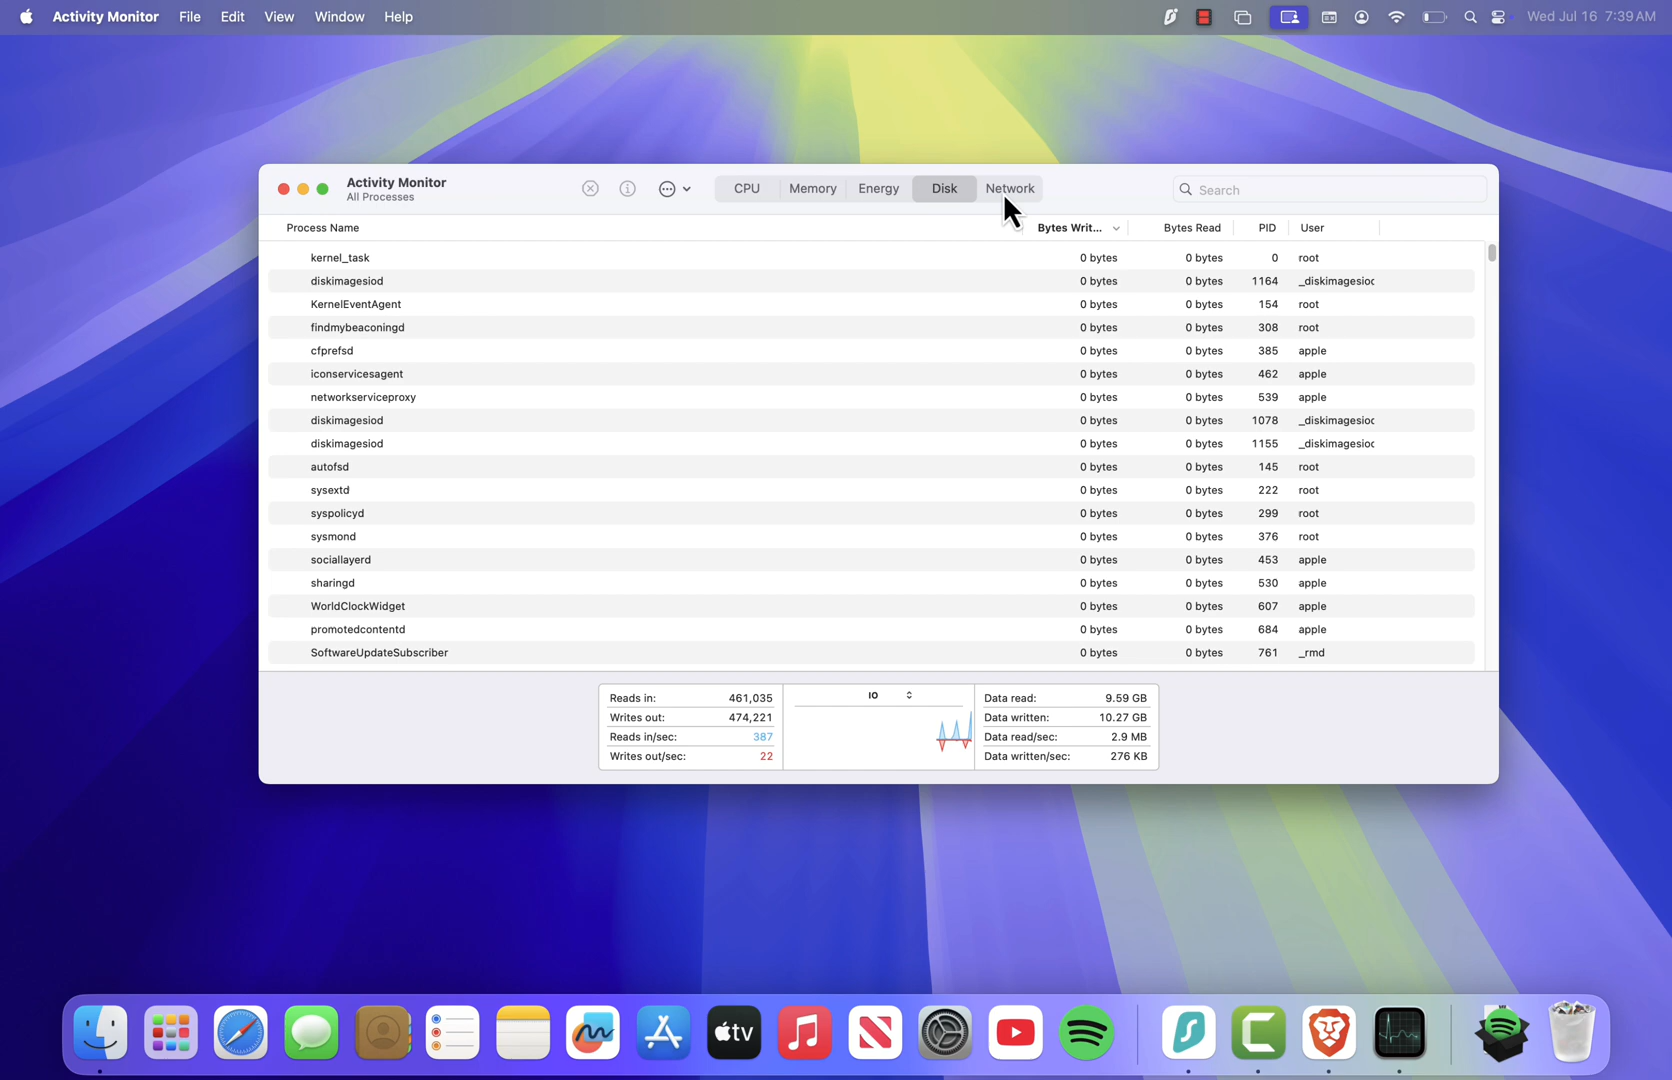 Activity Monitor File Edit View Window Help Wed Jul 16 7:39 AM
Activity Monitor
All Processes
CPU Memory Energy Disk Network
Search
Process Name Bytes Writ... Bytes Read PID User
kernel_task 0 bytes 0 bytes 0 root
diskimagesiod 0 bytes 0 bytes 1164 _diskimagesioc
KernelEventAgent 0 bytes 0 bytes 154 root
findmybeaconingd 0 bytes 0 bytes 308 root
cfprefsd 0 bytes 0 bytes 385 apple
iconservicesagent 0 bytes 0 bytes 462 apple
networkserviceproxy 0 bytes 0 bytes 539 apple
diskimagesiod 0 bytes 0 bytes 1078 _diskimagesioc
diskimagesiod 0 bytes 0 bytes 1155 _diskimagesioc
autofsd 0 bytes 0 bytes 145 root
sysextd 0 bytes 0 bytes 222 root
syspolicyd 0 bytes 0 bytes 299 root
sysmond 0 bytes 0 bytes 376 root
sociallayerd 0 bytes 0 bytes 453 apple
sharingd 0 bytes 0 bytes 530 apple
WorldClockWidget 0 bytes 0 bytes 607 apple
promotedcontentd 0 bytes 0 bytes 684 apple
SoftwareUpdateSubscriber 0 bytes 0 bytes 761 _rmd
Reads in: 461,035 IO Data read: 9.59 GB
Writes out: 474,221 Data written: 10.27 GB
Reads in/sec: 387 Data read/sec: 2.9 MB
Writes out/sec: 22 Data written/sec: 276 KB
tv